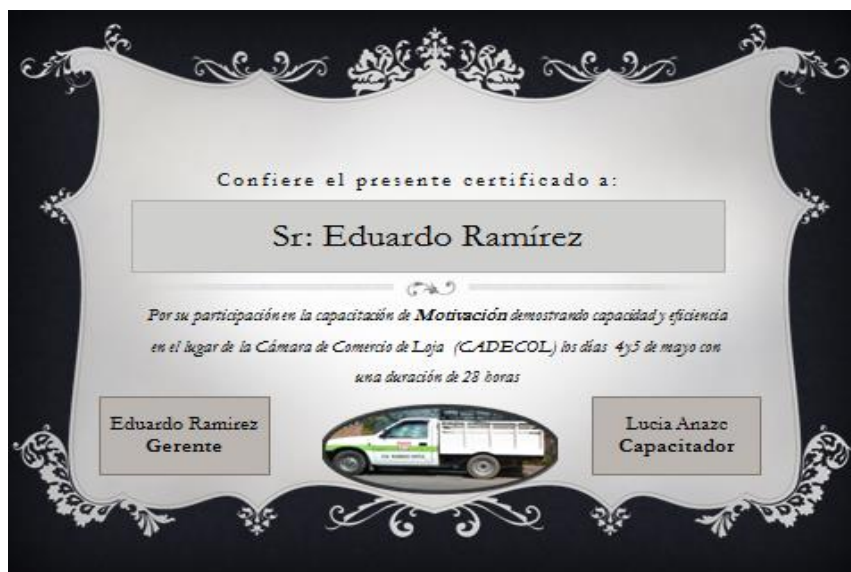 Confiere el presente certificado a:
Sr: Eduardo Ramírez
Por su participación en la capacitación de Motivación demostrando capacidad y eficiencia
en el lugar de la Cámara de Comercio de Loja (CADECOL) los días 4y5 de mayo con
una duración de 28 horas
Eduardo Ramirez
Gerente
Lucia Anazc
Capacitador